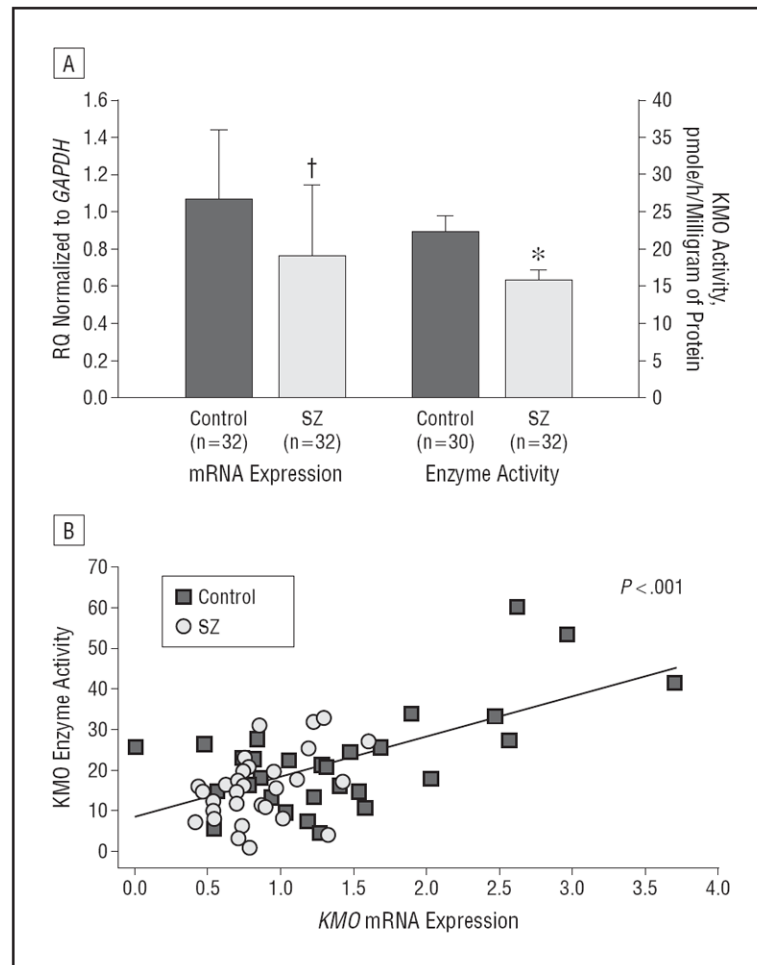 A
1.6
1.4
1.2
1.0
0.8
0.6
0.4
0.2
0.0
RQ Normalized to GAPDH
†
*
40
35
30
25
20
15
10
5
0
KMO Activity,
pmole/h/Milligram of Protein
Control SZ Control SZ
(n=32) (n=32) (n=30) (n=32)
mRNA Expression Enzyme Activity
B
70
60
50
40
30
20
10
0
KMO Enzyme Activity
Control
SZ
P<.001
0.0 0.5 1.0 1.5 2.0 2.5 3.0 3.5 4.0
KMO mRNA Expression